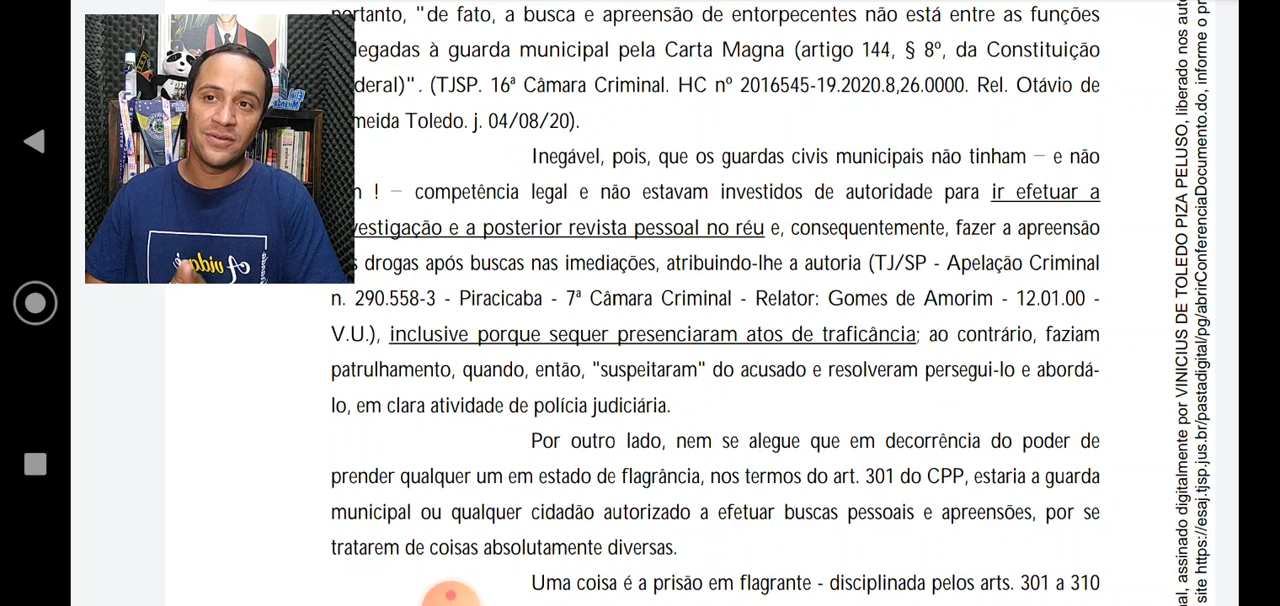 portanto, "de fato, a busca e apreensão de entorpecentes não está entre as funções
legadas à guarda municipal pela Carta Magna (artigo 144, § 8º, da Constituição
deral)". (TJSP. 16ª Câmara Criminal. HC nº 2016545-19.2020.8,26.0000. Rel. Otávio de
meida Toledo. j. 04/08/20).
Inegável, pois, que os guardas civis municipais não tinham – e não
m ! – competência legal e não estavam investidos de autoridade para ir efetuar a
vestigação e a posterior revista pessoal no réu e, consequentemente, fazer a apreensão
s drogas após buscas nas imediações, atribuindo-lhe a autoria (TJ/SP - Apelação Criminal
n. 290.558-3 - Piracicaba - 7ª Câmara Criminal - Relator: Gomes de Amorim - 12.01.00 -
V.U.), inclusive porque sequer presenciaram atos de traficância; ao contrário, faziam
patrulhamento, quando, então, "suspeitaram" do acusado e resolveram persegui-lo e abordá-
lo, em clara atividade de polícia judiciária.
Por outro lado, nem se alegue que em decorrência do poder de
prender qualquer um em estado de flagrância, nos termos do art. 301 do CPP, estaria a guarda
municipal ou qualquer cidadão autorizado a efetuar buscas pessoais e apreensões, por se
tratarem de coisas absolutamente diversas.
Uma coisa é a prisão em flagrante - disciplinada pelos arts. 301 a 310
nal, assinado digitalmente por VINICIUS DE TOLEDO PIZA PELUSO, liberado nos auto
site https://esaj.tjsp.jus.br/pastadigital/pg/abrirConferenciaDocumento.do, informe o pr
A vida é